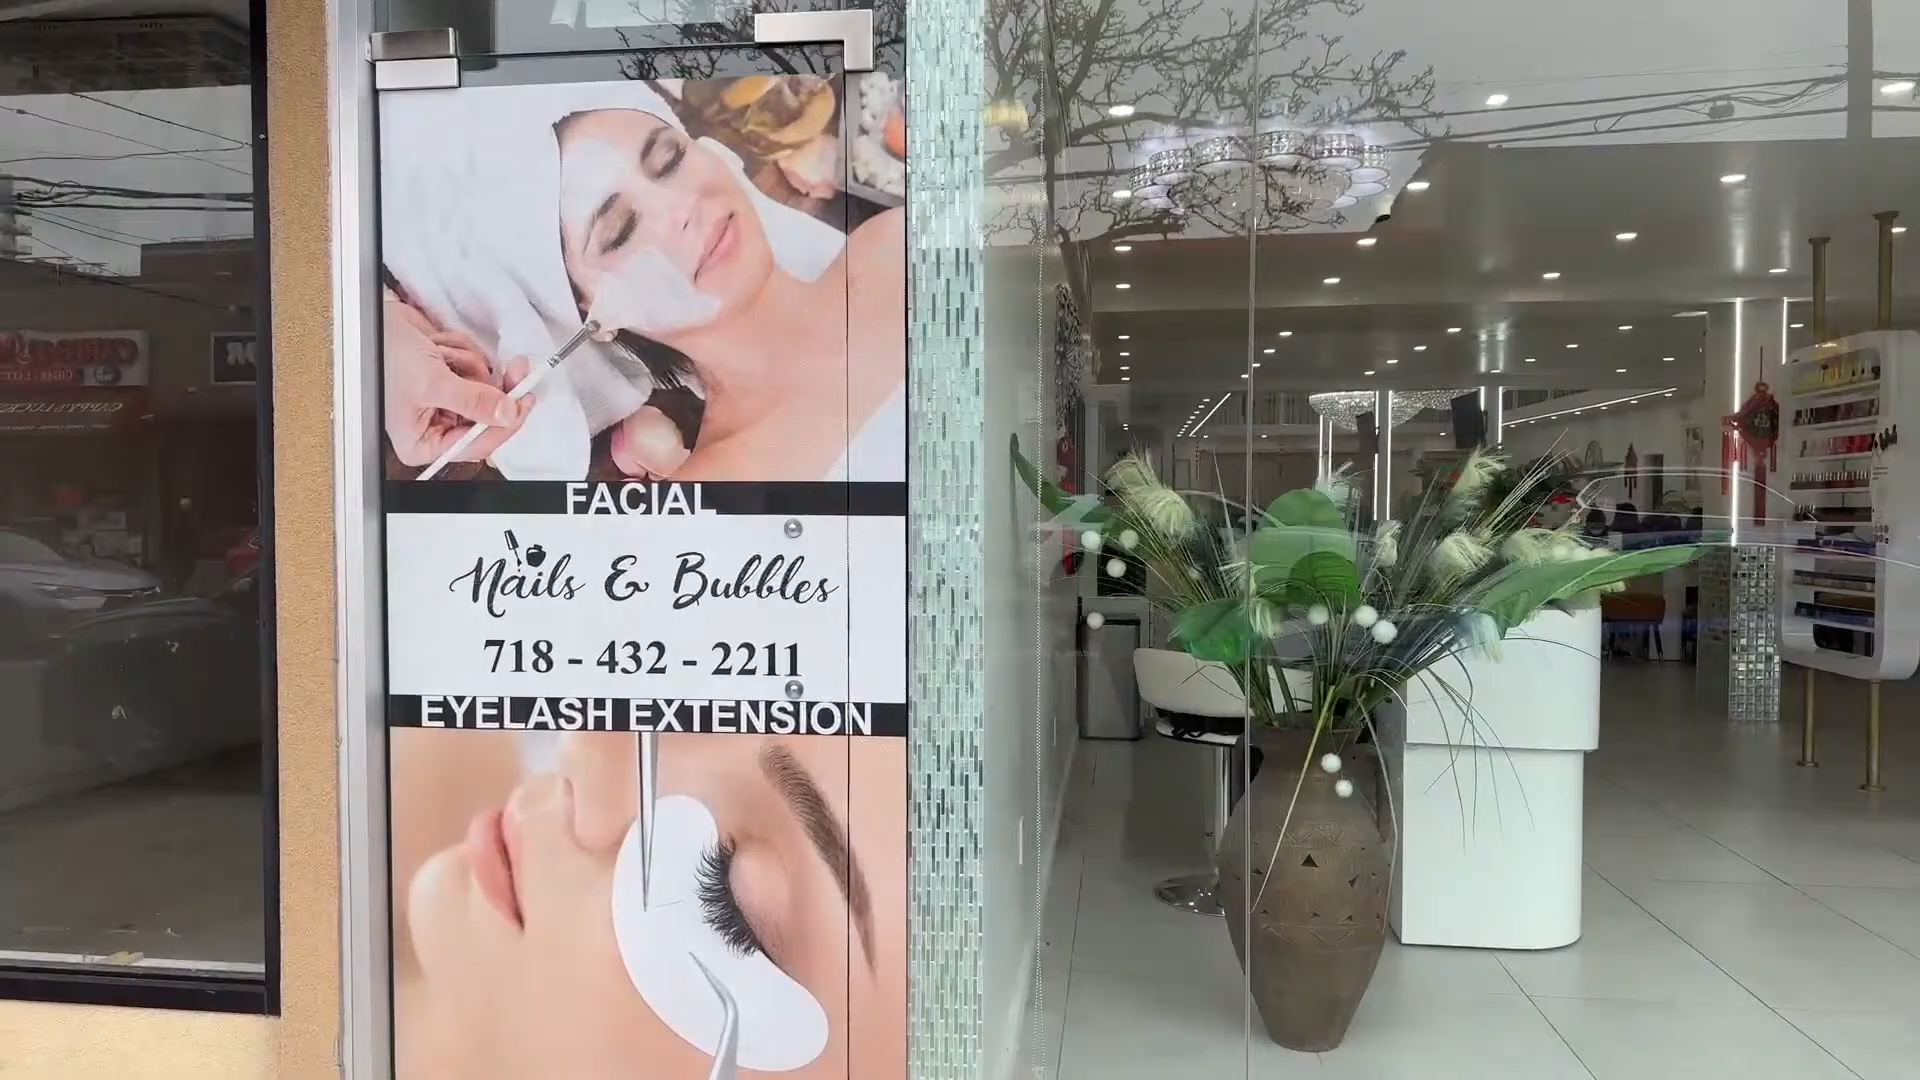 FACIAL
Nails & Bubbles
718 - 432 - 2211
EYELASH EXTENSION